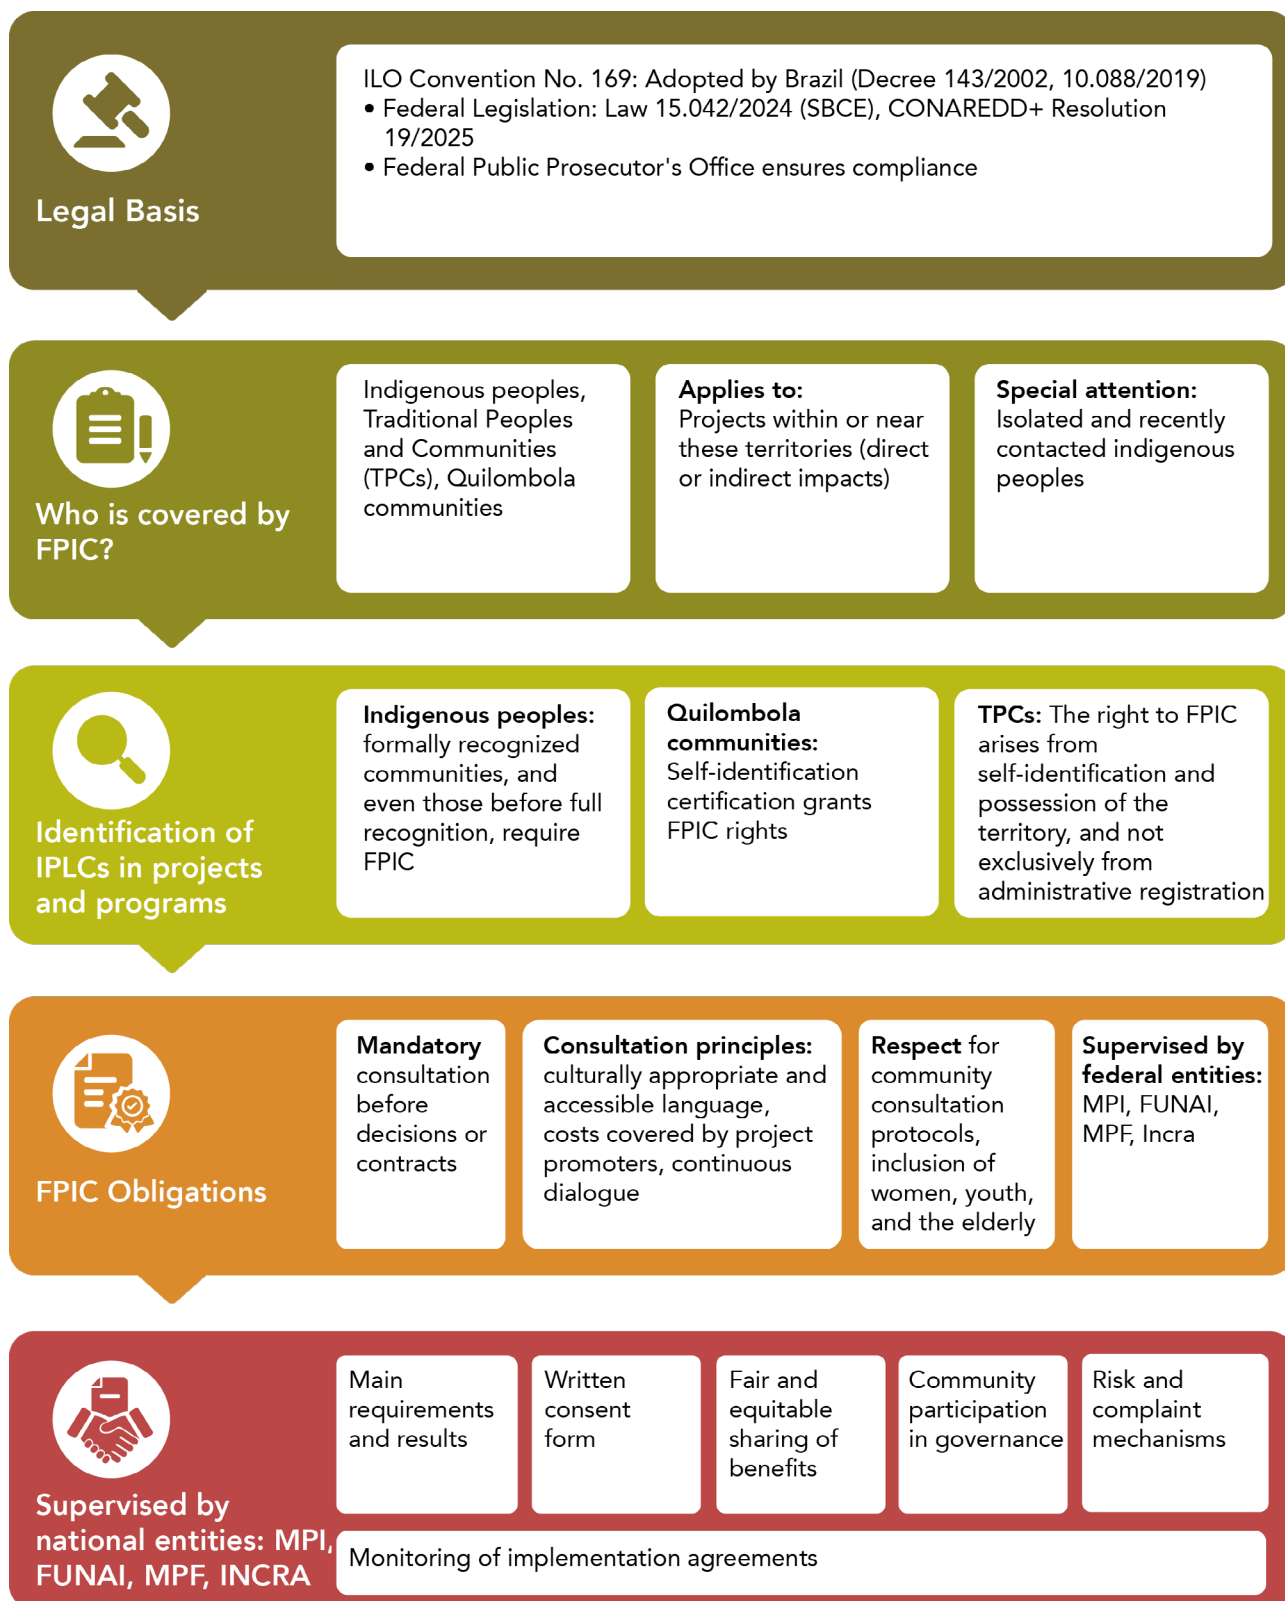 Legal Basis
ILO Convention No. 169: Adopted by Brazil (Decree 143/2002, 10.088/2019)
• Federal Legislation: Law 15.042/2024 (SBCE), CONAREDD+ Resolution
19/2025
• Federal Public Prosecutor's Office ensures compliance
Who is covered by
FPIC?
Indigenous peoples,
Traditional Peoples
and Communities
(TPCs), Quilombola
communities
Applies to:
Projects within or near
these territories (direct
or indirect impacts)
Special attention:
Isolated and recently
contacted indigenous
peoples
Identification of
IPLCs in projects
and programs
Indigenous peoples:
formally recognized
communities, and
even those before full
recognition, require
FPIC
Quilombola
communities:
Self-identification
certification grants
FPIC rights
TPCs: The right to FPIC
arises from
self-identification and
possession of the
territory, and not
exclusively from
administrative registration
FPIC Obligations
Mandatory
consultation
before
decisions or
contracts
Consultation principles:
culturally appropriate and
accessible language,
costs covered by project
promoters, continuous
dialogue
Respect for
community
consultation
protocols,
inclusion of
women, youth,
and the elderly
Supervised by
federal entities:
MPI, FUNAI,
MPF, Incra
Supervised by
national entities: MPI,
FUNAI, MPF, INCRA
Main
requirements
and results
Written
consent
form
Fair and
equitable
sharing of
benefits
Community
participation
in governance
Risk and
complaint
mechanisms
Monitoring of implementation agreements